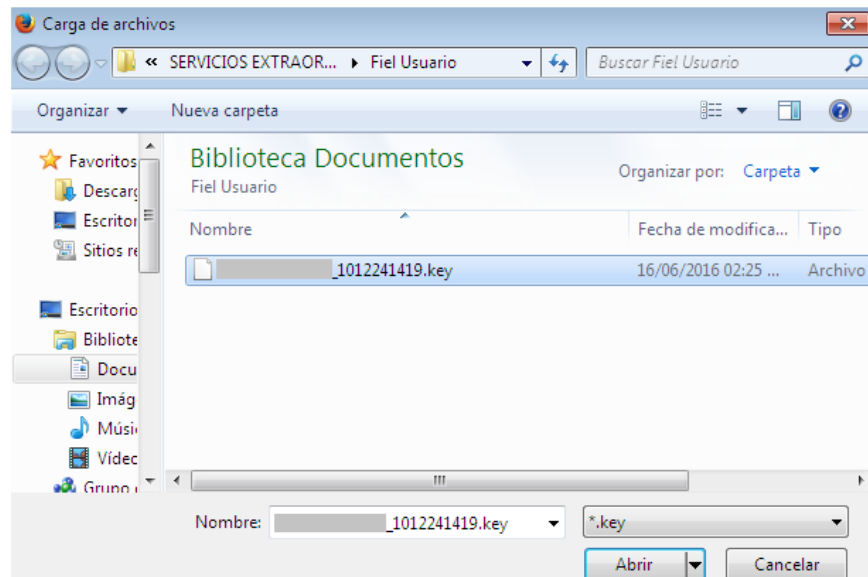 Carga de archivos
« SERVICIOS EXTRAOR... ▸ Fiel Usuario
Buscar Fiel Usuario
Organizar
Nueva carpeta
Favoritos
Descarg
Escritor
Sitios re
Escritorio
Bibliote
Docu
Imág
Músi
Vídec
Grupo
Biblioteca Documentos
Fiel Usuario
Organizar por: Carpeta
Nombre Fecha de modifica... Tipo
_1012241419.key 16/06/2016 02:25 ... Archivo
Nombre: _1012241419.key *.key
Abrir Cancelar